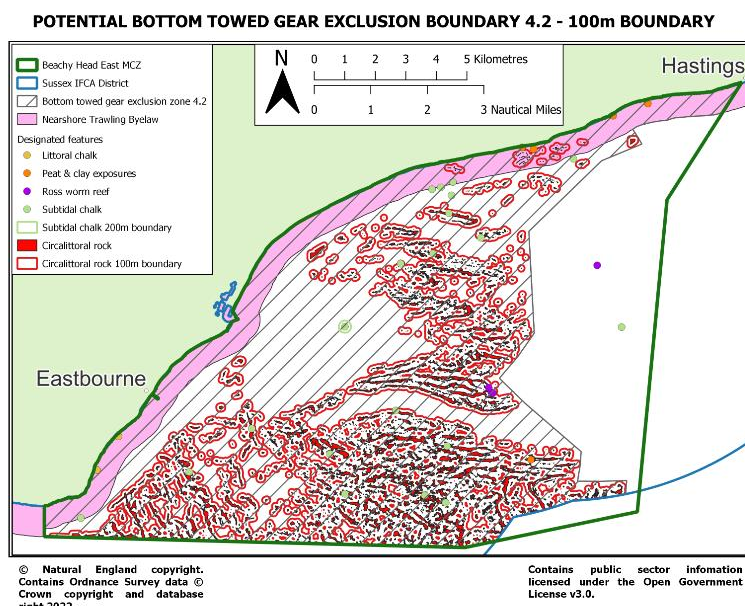 POTENTIAL BOTTOM TOWED GEAR EXCLUSION BOUNDARY 4.2 - 100m BOUNDARY
Hastings
N
0 1 2 3 4 5 Kilometres
0 1 2 3 Nautical Miles
Beachy Head East MCZ
Sussex IFCA District
Bottom towed gear exclusion zone 4.2
Nearshore Trawling Byelaw
Designated features
Littoral chalk
Peat & clay exposures
Ross worm reef
Subtidal chalk
Subtidal chalk 200m boundary
Circalittoral rock
Circalittoral rock 100m boundary
Eastbourne
© Natural England copyright.
Contains Ordnance Survey data ©
Crown copyright and database
right 2022
Contains public sector infomation
licensed under the Open Government
License v3.0.